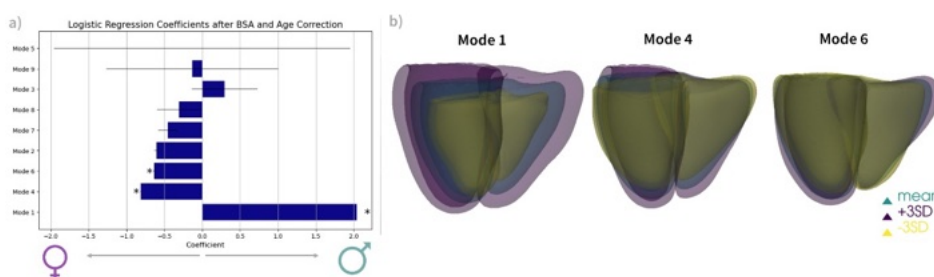 a)
Logistic Regression Coefficients after BSA and Age Correction
Mode 5
Mode 9
Mode 3
Mode 8
Mode 7
Mode 2
Mode 6
*
Mode 4
*
Mode 1
*
−2.0 −1.5 −1.0 −0.5 0.0 0.5 1.0 1.5 2.0
Coefficient
b)
Mode 1 Mode 4 Mode 6
mean
+3SD
-3SD